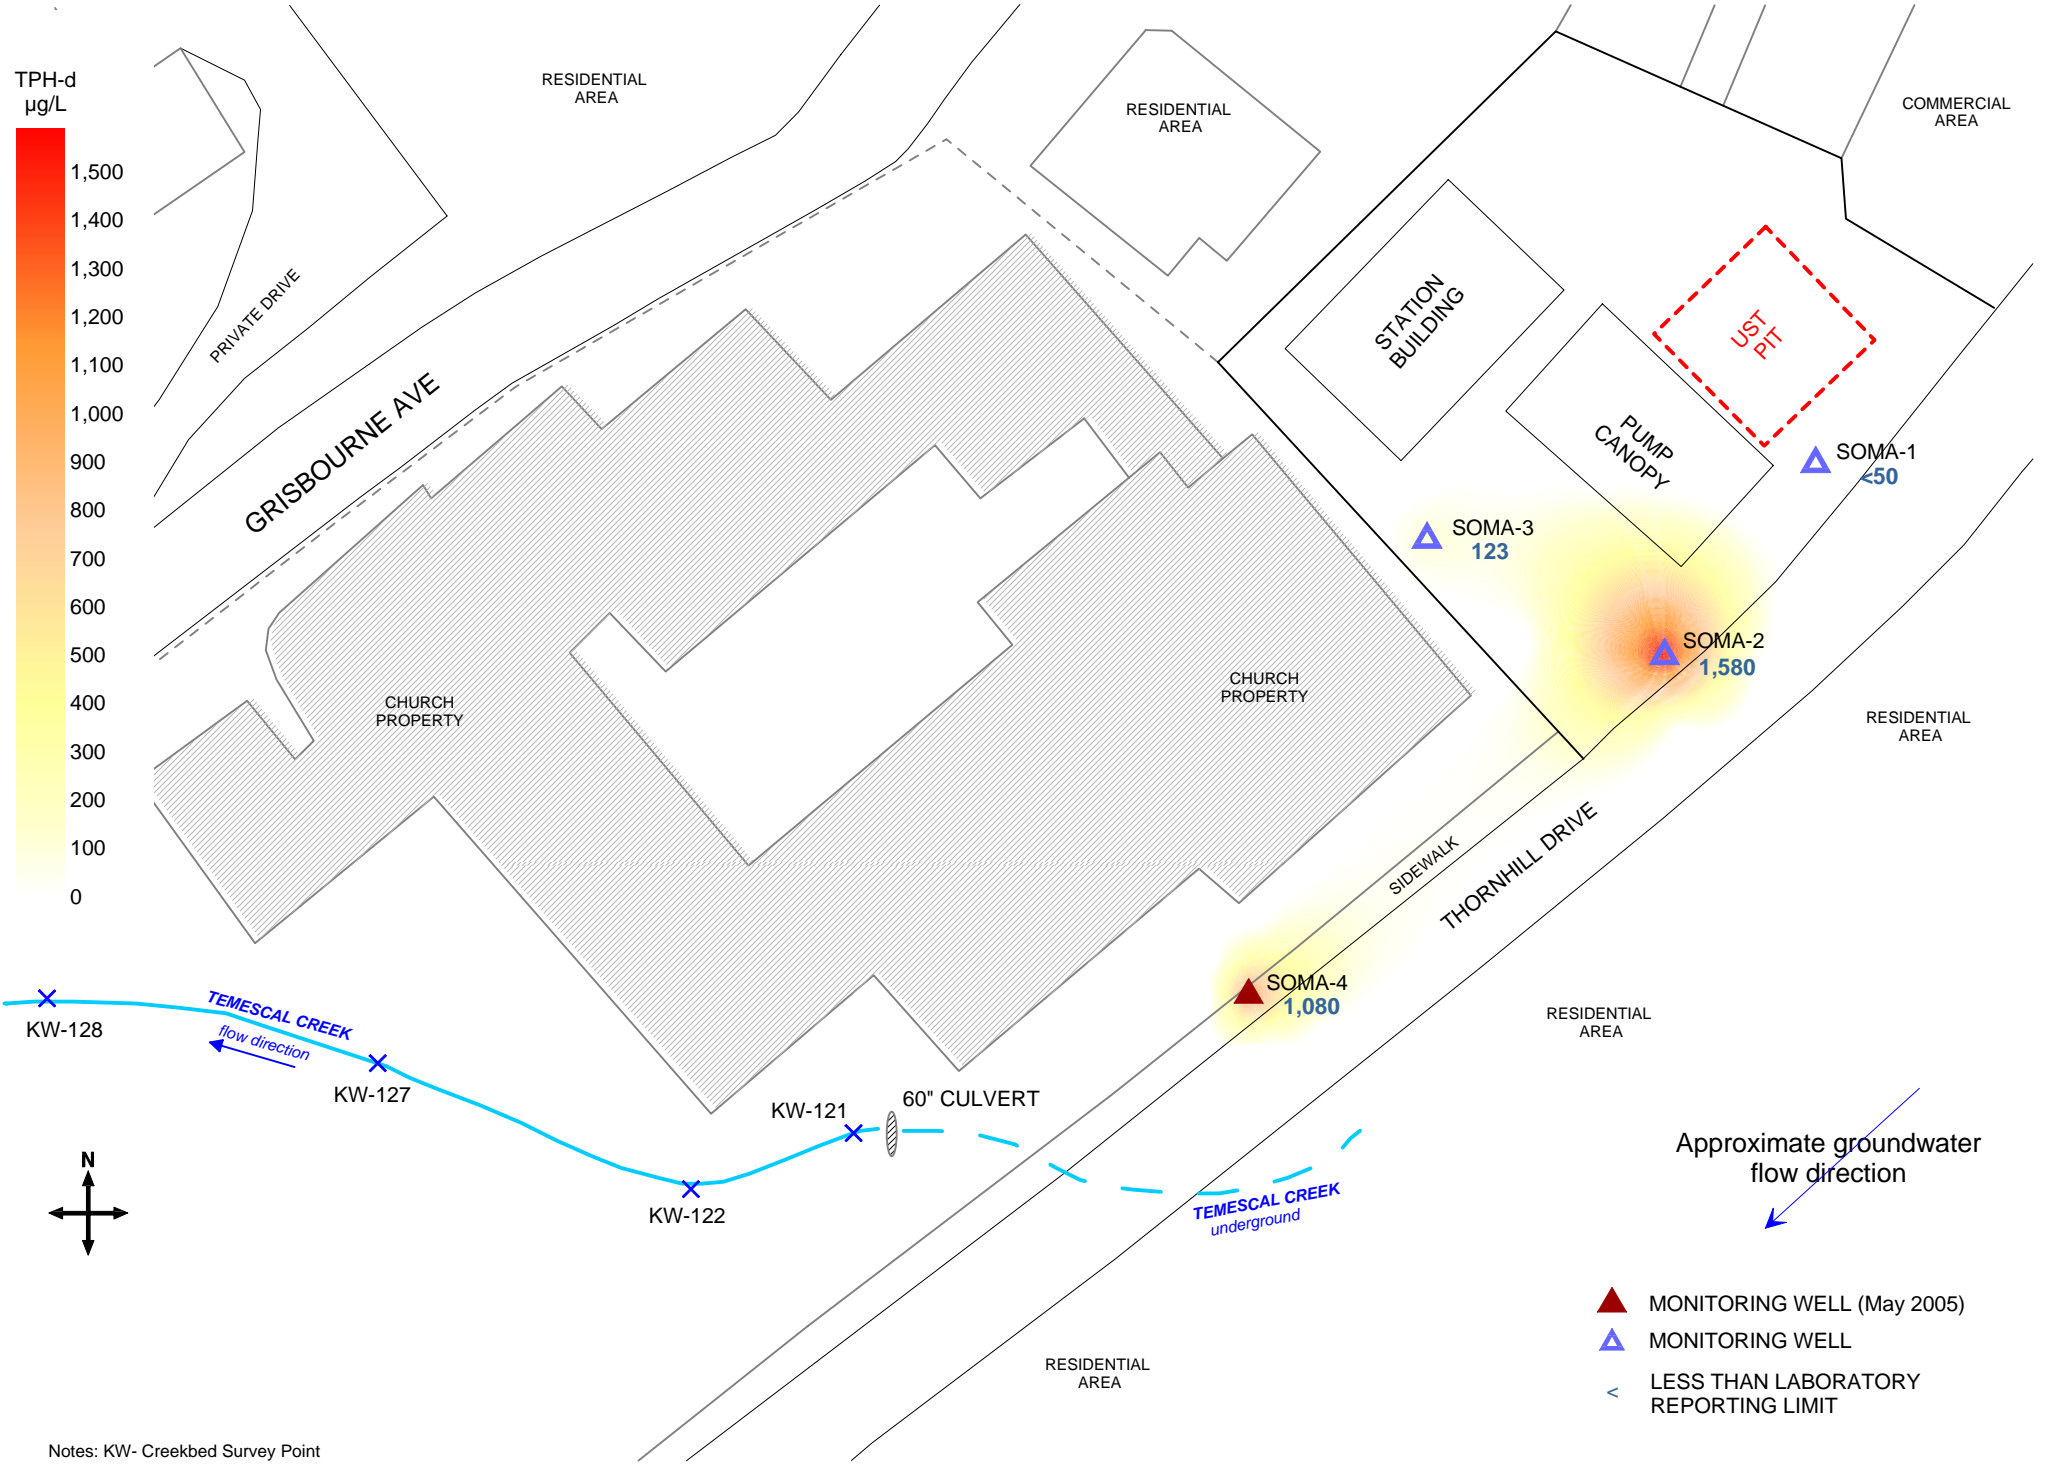 TPH-d
µg/L
1,500
1,400
1,300
1,200
1,100
1,000
900
800
700
600
500
400
300
200
100
0
RESIDENTIAL
AREA
RESIDENTIAL
AREA
COMMERCIAL
AREA
PRIVATE DRIVE
GRISBOURNE AVE
STATION
BUILDING
UST
PIT
PUMP
CANOPY
SOMA-1
<50
SOMA-3
123
SOMA-2
1,580
CHURCH
PROPERTY
CHURCH
PROPERTY
RESIDENTIAL
AREA
SIDEWALK
THORNHILL DRIVE
SOMA-4
1,080
RESIDENTIAL
AREA
TEMESCAL CREEK
flow direction
KW-128
KW-127
KW-121
60" CULVERT
KW-122
TEMESCAL CREEK
underground
N
Approximate groundwater
flow direction
MONITORING WELL (May 2005)
MONITORING WELL
< LESS THAN LABORATORY
REPORTING LIMIT
RESIDENTIAL
AREA
Notes: KW- Creekbed Survey Point